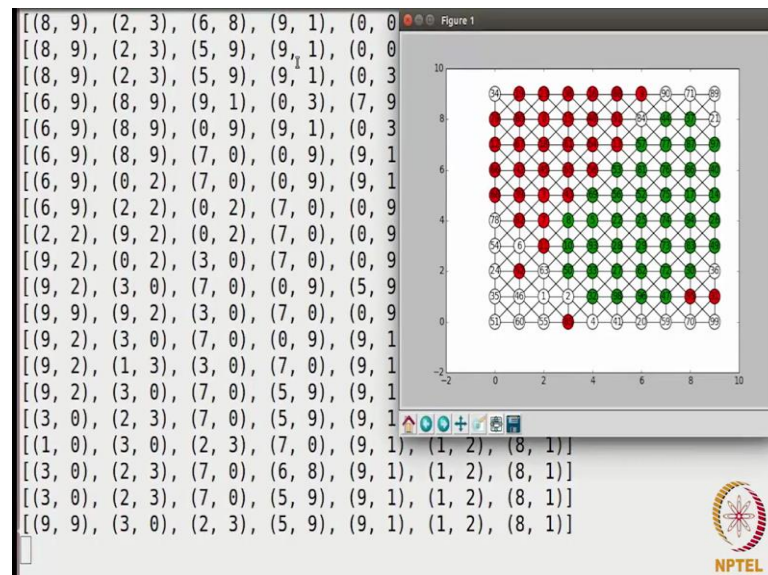 [(8, 9), (2, 3), (6, 8), (9, 1), (0, 0
[(8, 9), (2, 3), (5, 9), (9, 1), (0, 0
[(8, 9), (2, 3), (5, 9), (9, 1), (0, 3
[(6, 9), (8, 9), (9, 1), (0, 3), (7, 9
[(6, 9), (8, 9), (0, 9), (9, 1), (0, 3
[(6, 9), (8, 9), (7, 0), (0, 9), (9, 1
[(6, 9), (0, 2), (7, 0), (0, 9), (9, 1
[(6, 9), (2, 2), (0, 2), (7, 0), (0, 9
[(2, 2), (9, 2), (0, 2), (7, 0), (0, 9
[(9, 2), (0, 2), (3, 0), (7, 0), (0, 9
[(9, 2), (3, 0), (7, 0), (0, 9), (5, 9
[(9, 9), (9, 2), (3, 0), (7, 0), (0, 9
[(9, 2), (3, 0), (7, 0), (0, 9), (9, 1
[(9, 2), (1, 3), (3, 0), (7, 0), (9, 1
[(9, 2), (3, 0), (7, 0), (5, 9), (9, 1
[(3, 0), (2, 3), (7, 0), (5, 9), (9, 1
[(1, 0), (3, 0), (2, 3), (7, 0), (9, 1), (1, 2), (8, 1)]
[(3, 0), (2, 3), (7, 0), (6, 8), (9, 1), (1, 2), (8, 1)]
[(3, 0), (2, 3), (7, 0), (5, 9), (9, 1), (1, 2), (8, 1)]
[(9, 9), (3, 0), (2, 3), (5, 9), (9, 1), (1, 2), (8, 1)]
Figure 1
10
34 90 71 89
8 94 21
6
4 78
54 6
2 24 63 36
35 46 1 2
0 51 60 55 4 41 20 59 70 99
−2
−2 0 2 4 6 8 10
NPTEL